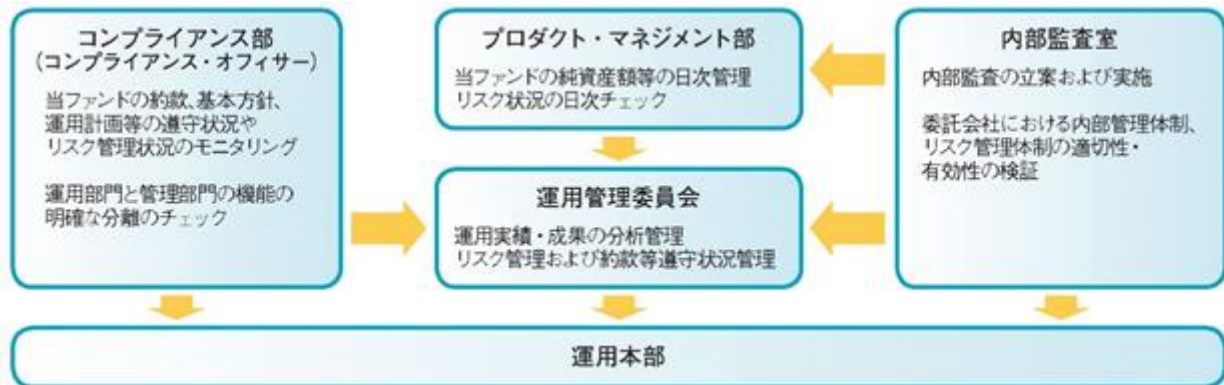 コンプライアンス部
(コンプライアンス・オフィサー)
当ファンドの約款、基本方針、
運用計画等の遵守状況や
リスク管理状況のモニタリング
運用部門と管理部門の機能の
明確な分離のチェック
プロダクト・マネジメント部
当ファンドの純資産額等の日次管理
リスク状況の日次チェック
運用管理委員会
運用実績・成果の分析管理
リスク管理および約款等遵守状況管理
内部監査室
内部監査の立案および実施
委託会社における内部管理体制、
リスク管理体制の適切性・
有効性の検証
運用本部